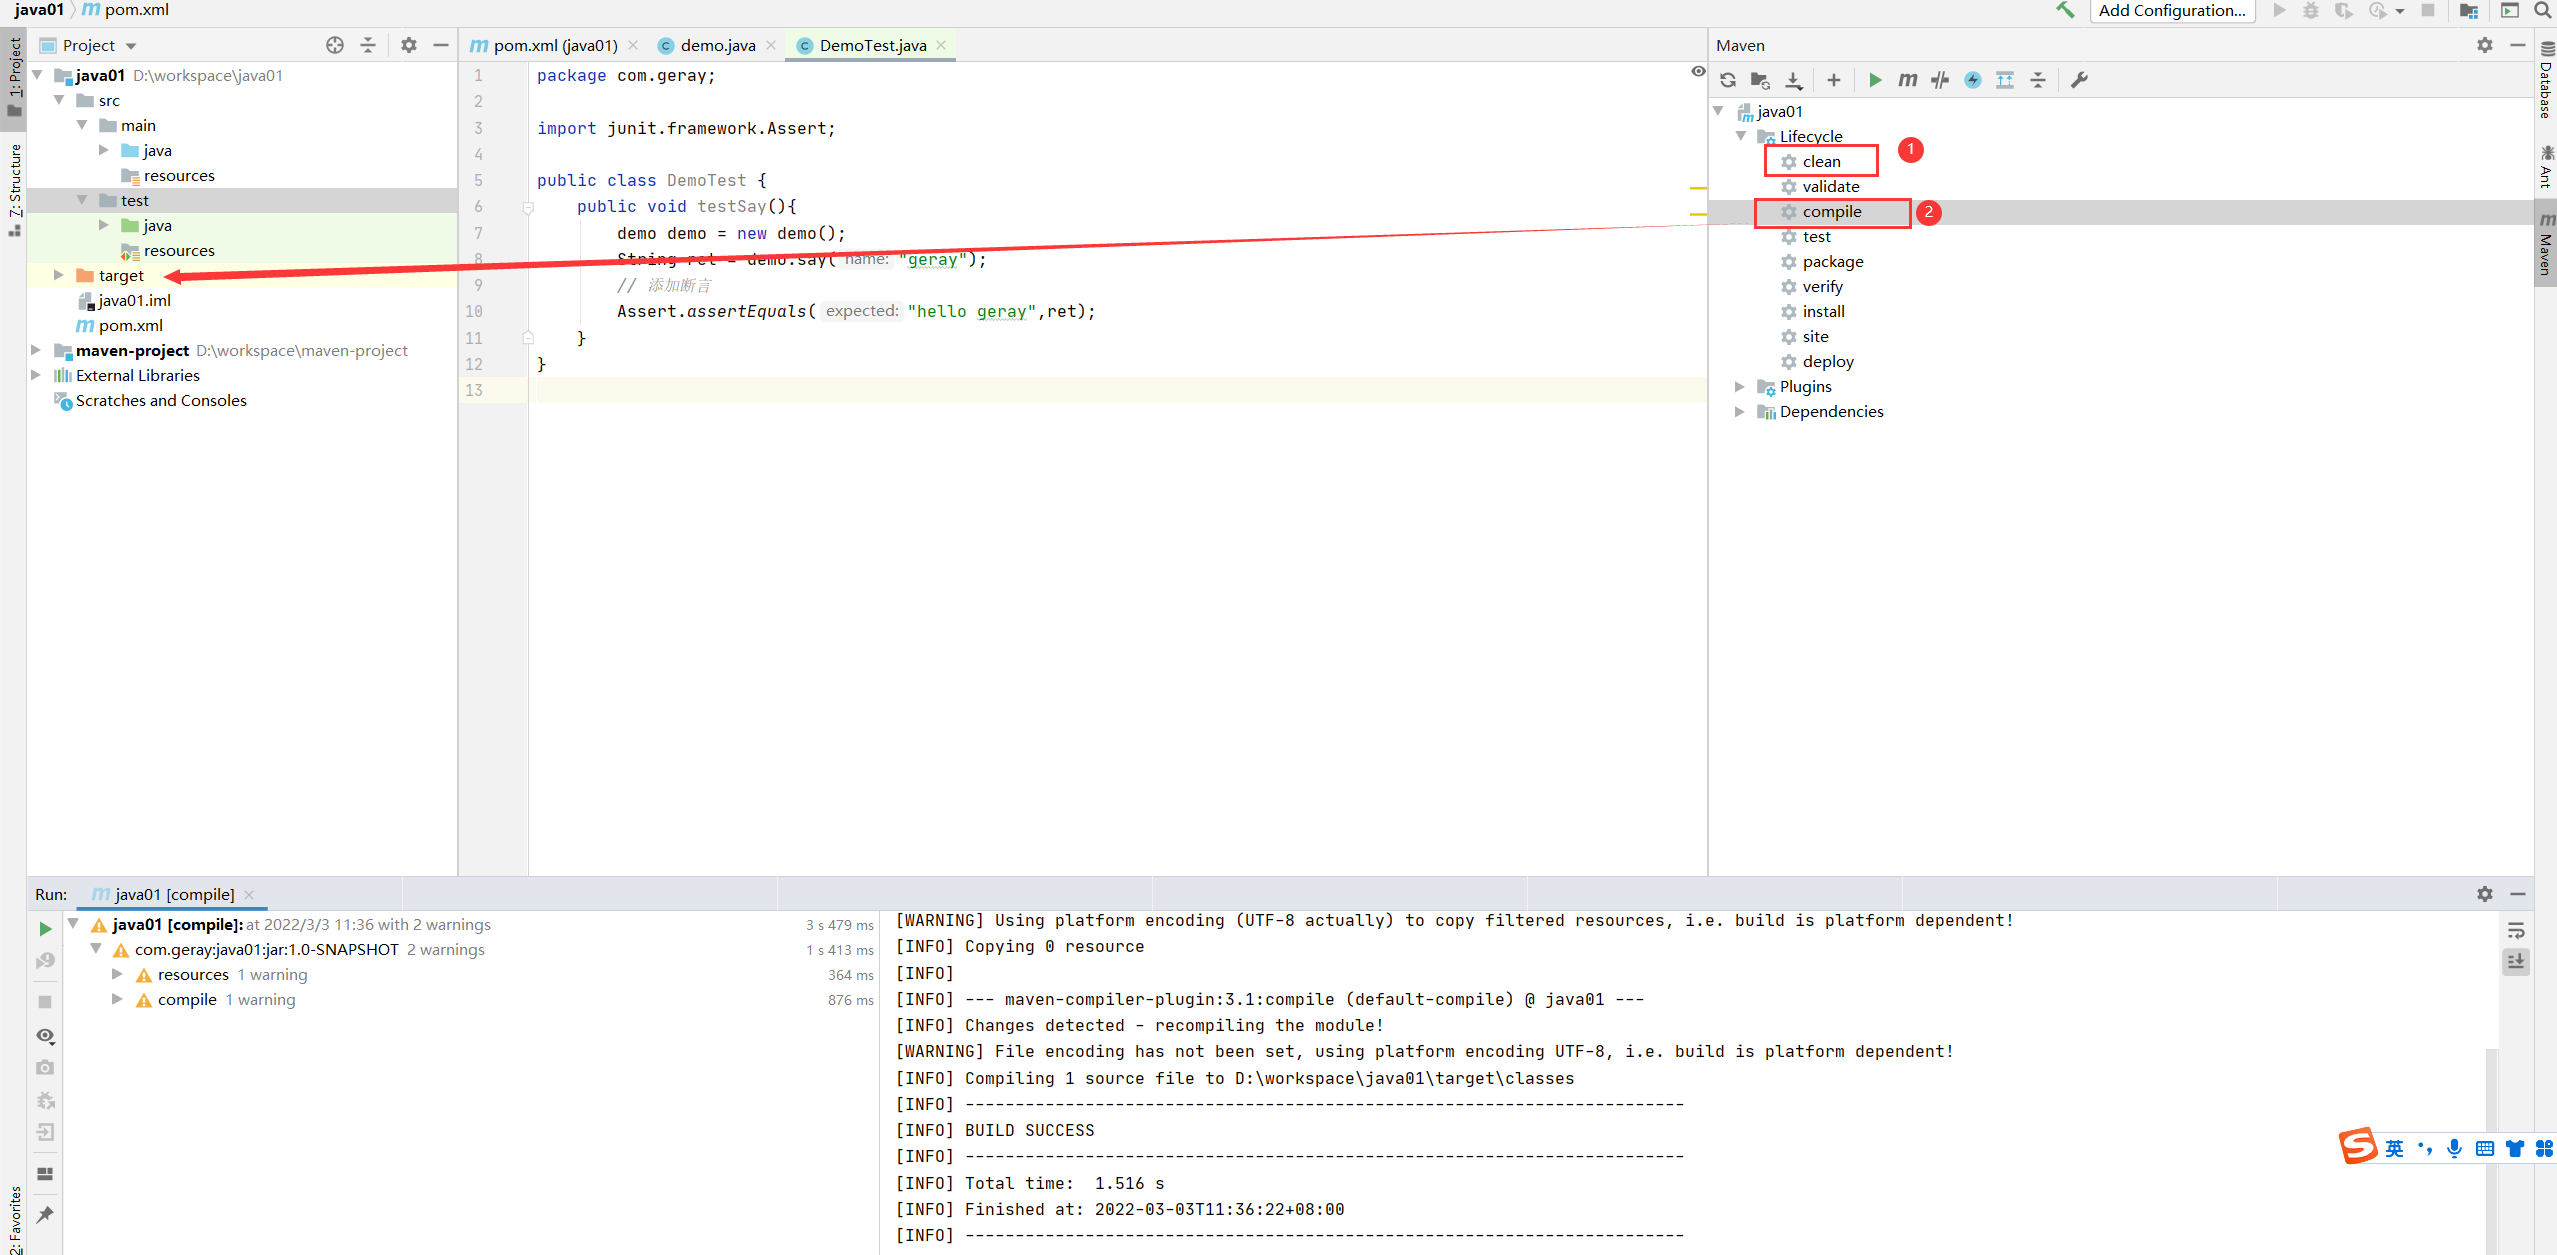 java01 pom.xml
Add Configuration...
1: Project
7: Structure
2: Favorites
Project
java01 D:\workspace\java01
src
main
java
resources
test
java
resources
target
java01.iml
pom.xml
maven-project D:\workspace\maven-project
External Libraries
Scratches and Consoles
pom.xml (java01) demo.java DemoTest.java
1 package com.geray;
2
3 import junit.framework.Assert;
4
5 public class DemoTest {
6 public void testSay(){
7 demo demo = new demo();
8 String ret = demo.say( name: "geray");
9 // 添加断言
10 Assert.assertEquals( expected: "hello geray",ret);
11 }
12 }
13
Maven
java01
Lifecycle
clean 1
validate
compile 2
test
package
verify
install
site
deploy
Plugins
Dependencies
Database
Ant
Maven
Run: java01 [compile]
java01 [compile]: at 2022/3/3 11:36 with 2 warnings 3 s 479 ms
com.geray:java01:jar:1.0-SNAPSHOT 2 warnings 1 s 413 ms
resources 1 warning 364 ms
compile 1 warning 876 ms
[WARNING] Using platform encoding (UTF-8 actually) to copy filtered resources, i.e. build is platform dependent!
[INFO] Copying 0 resource
[INFO]
[INFO] --- maven-compiler-plugin:3.1:compile (default-compile) @ java01 ---
[INFO] Changes detected - recompiling the module!
[WARNING] File encoding has not been set, using platform encoding UTF-8, i.e. build is platform dependent!
[INFO] Compiling 1 source file to D:\workspace\java01\target\classes
[INFO] ------------------------------------------------------------------------
[INFO] BUILD SUCCESS
[INFO] ------------------------------------------------------------------------
[INFO] Total time:  1.516 s
[INFO] Finished at: 2022-03-03T11:36:22+08:00
[INFO] ------------------------------------------------------------------------
英